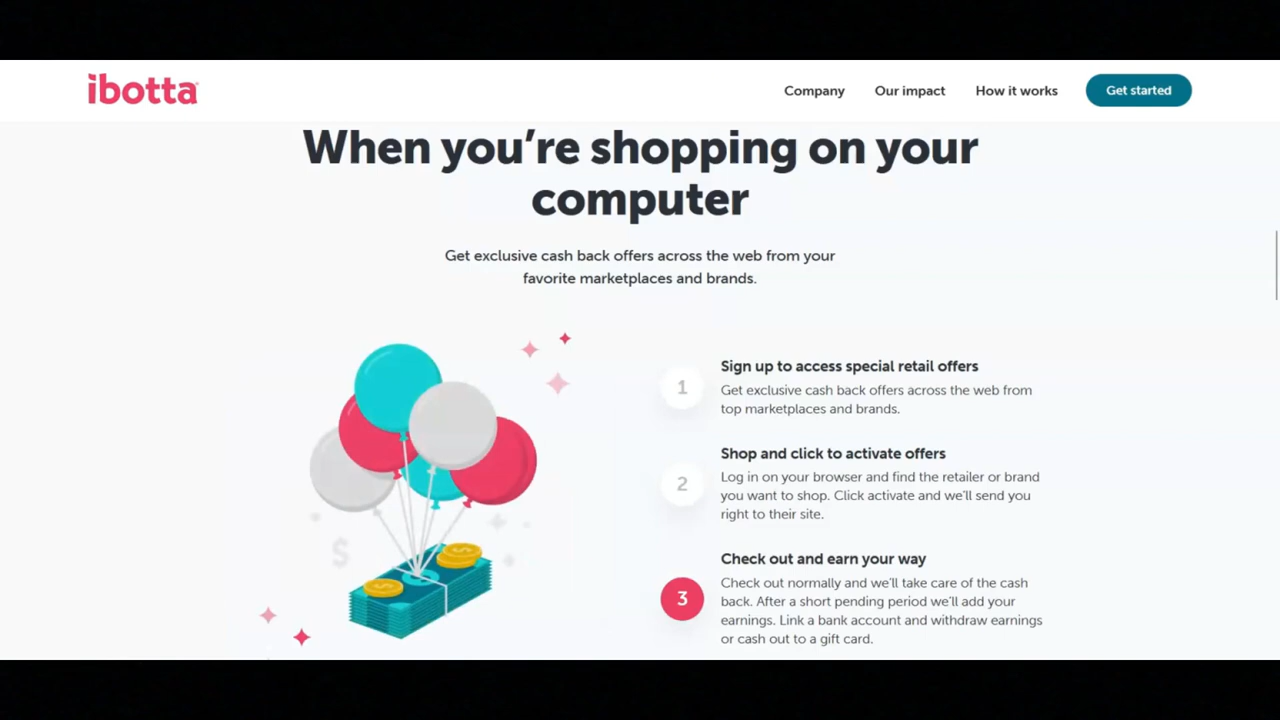 ibotta
Company
Our impact
How it works
Get started
When you’re shopping on your
computer
Get exclusive cash back offers across the web from your
favorite marketplaces and brands.
1
Sign up to access special retail offers
Get exclusive cash back offers across the web from
top marketplaces and brands.
2
Shop and click to activate offers
Log in on your browser and find the retailer or brand
you want to shop. Click activate and we’ll send you
right to their site.
3
Check out and earn your way
Check out normally and we’ll take care of the cash
back. After a short pending period we’ll add your
earnings. Link a bank account and withdraw earnings
or cash out to a gift card.